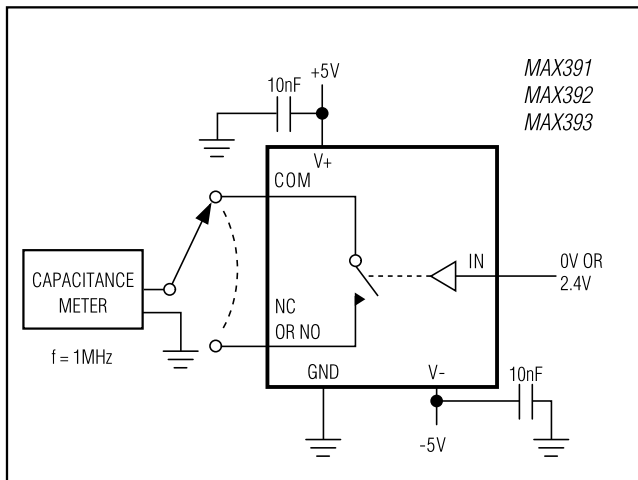 MAX391
MAX392
MAX393
+5V
10nF
V+
COM
CAPACITANCE
METER
f = 1MHz
NC
OR NO
IN
0V OR
2.4V
GND
V-
10nF
-5V